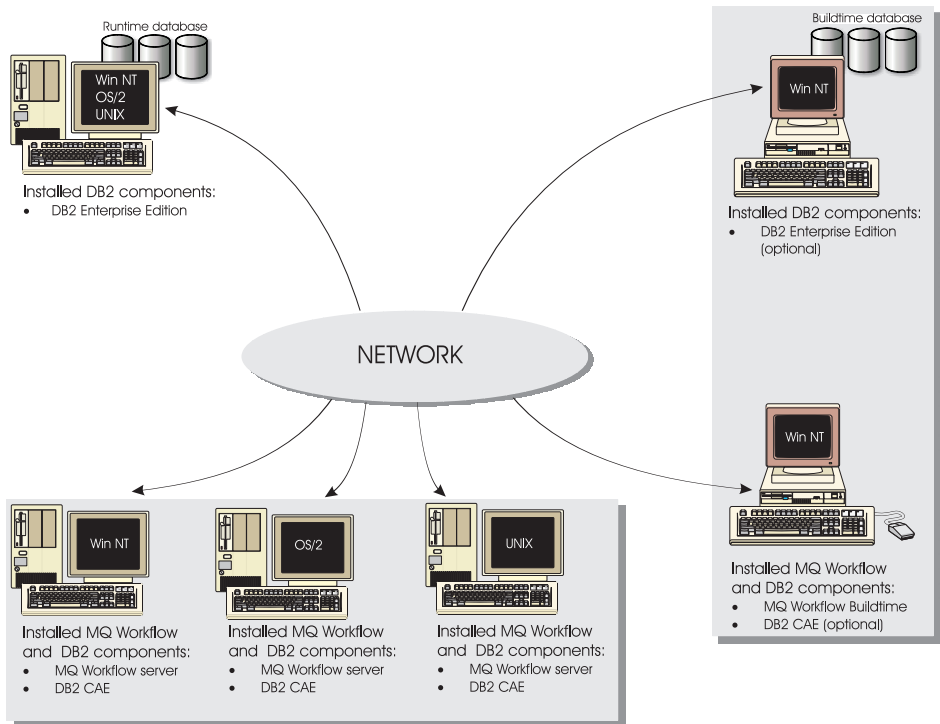 Runtime database
Win NT
OS/2
UNIX
Installed DB2 components:
• DB2 Enterprise Edition
Buildtime database
Win NT
Installed DB2 components:
• DB2 Enterprise Edition
(optional)
NETWORK
Win NT
Installed MQ Workflow
and DB2 components:
• MQ Workflow Buildtime
• DB2 CAE (optional)
Win NT
Installed MQ Workflow
and DB2 components:
• MQ Workflow server
• DB2 CAE
OS/2
Installed MQ Workflow
and DB2 components:
• MQ Workflow server
• DB2 CAE
UNIX
Installed MQ Workflow
and DB2 components:
• MQ Workflow server
• DB2 CAE